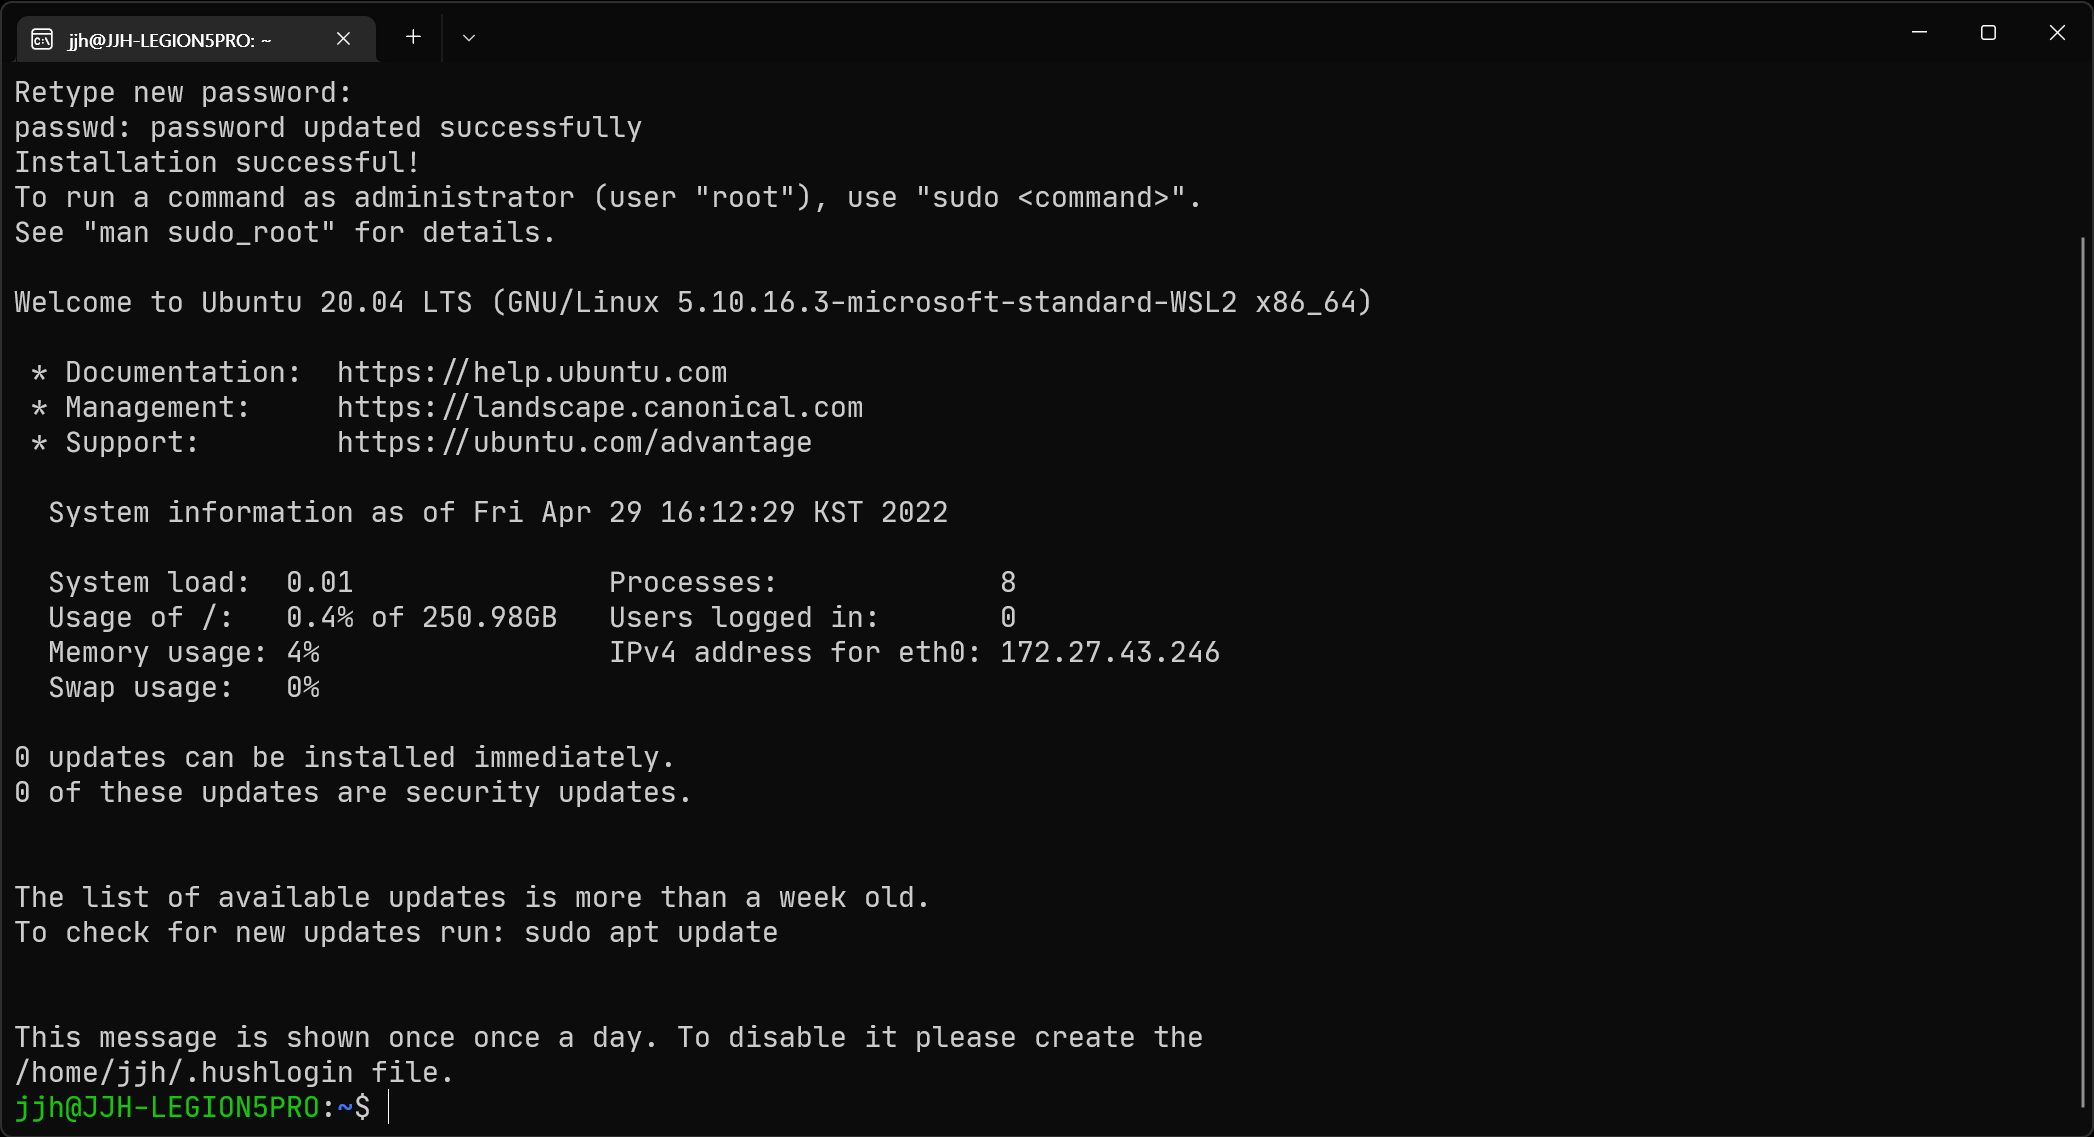 jjh@JJH-LEGION5PRO: ~
Retype new password:
passwd: password updated successfully
Installation successful!
To run a command as administrator (user "root"), use "sudo <command>".
See "man sudo_root" for details.
Welcome to Ubuntu 20.04 LTS (GNU/Linux 5.10.16.3-microsoft-standard-WSL2 x86_64)
* Documentation:  https://help.ubuntu.com
* Management:     https://landscape.canonical.com
* Support:        https://ubuntu.com/advantage
System information as of Fri Apr 29 16:12:29 KST 2022
System load:  0.01               Processes:             8
Usage of /:   0.4% of 250.98GB   Users logged in:       0
Memory usage: 4%                 IPv4 address for eth0: 172.27.43.246
Swap usage:   0%
0 updates can be installed immediately.
0 of these updates are security updates.
The list of available updates is more than a week old.
To check for new updates run: sudo apt update
This message is shown once once a day. To disable it please create the
/home/jjh/.hushlogin file.
jjh@JJH-LEGION5PRO:~$